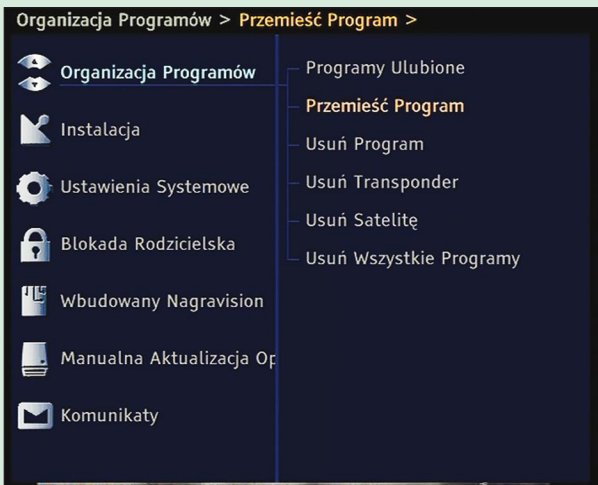 Organizacja Programów > Przemieść Program >
Organizacja Programów
Instalacja
Ustawienia Systemowe
Blokada Rodzicielska
Wbudowany Nagravision
Manualna Aktualizacja Op
Komunikaty
Programy Ulubione
Przemieść Program
Usuń Program
Usuń Transponder
Usuń Satelitę
Usuń Wszystkie Programy